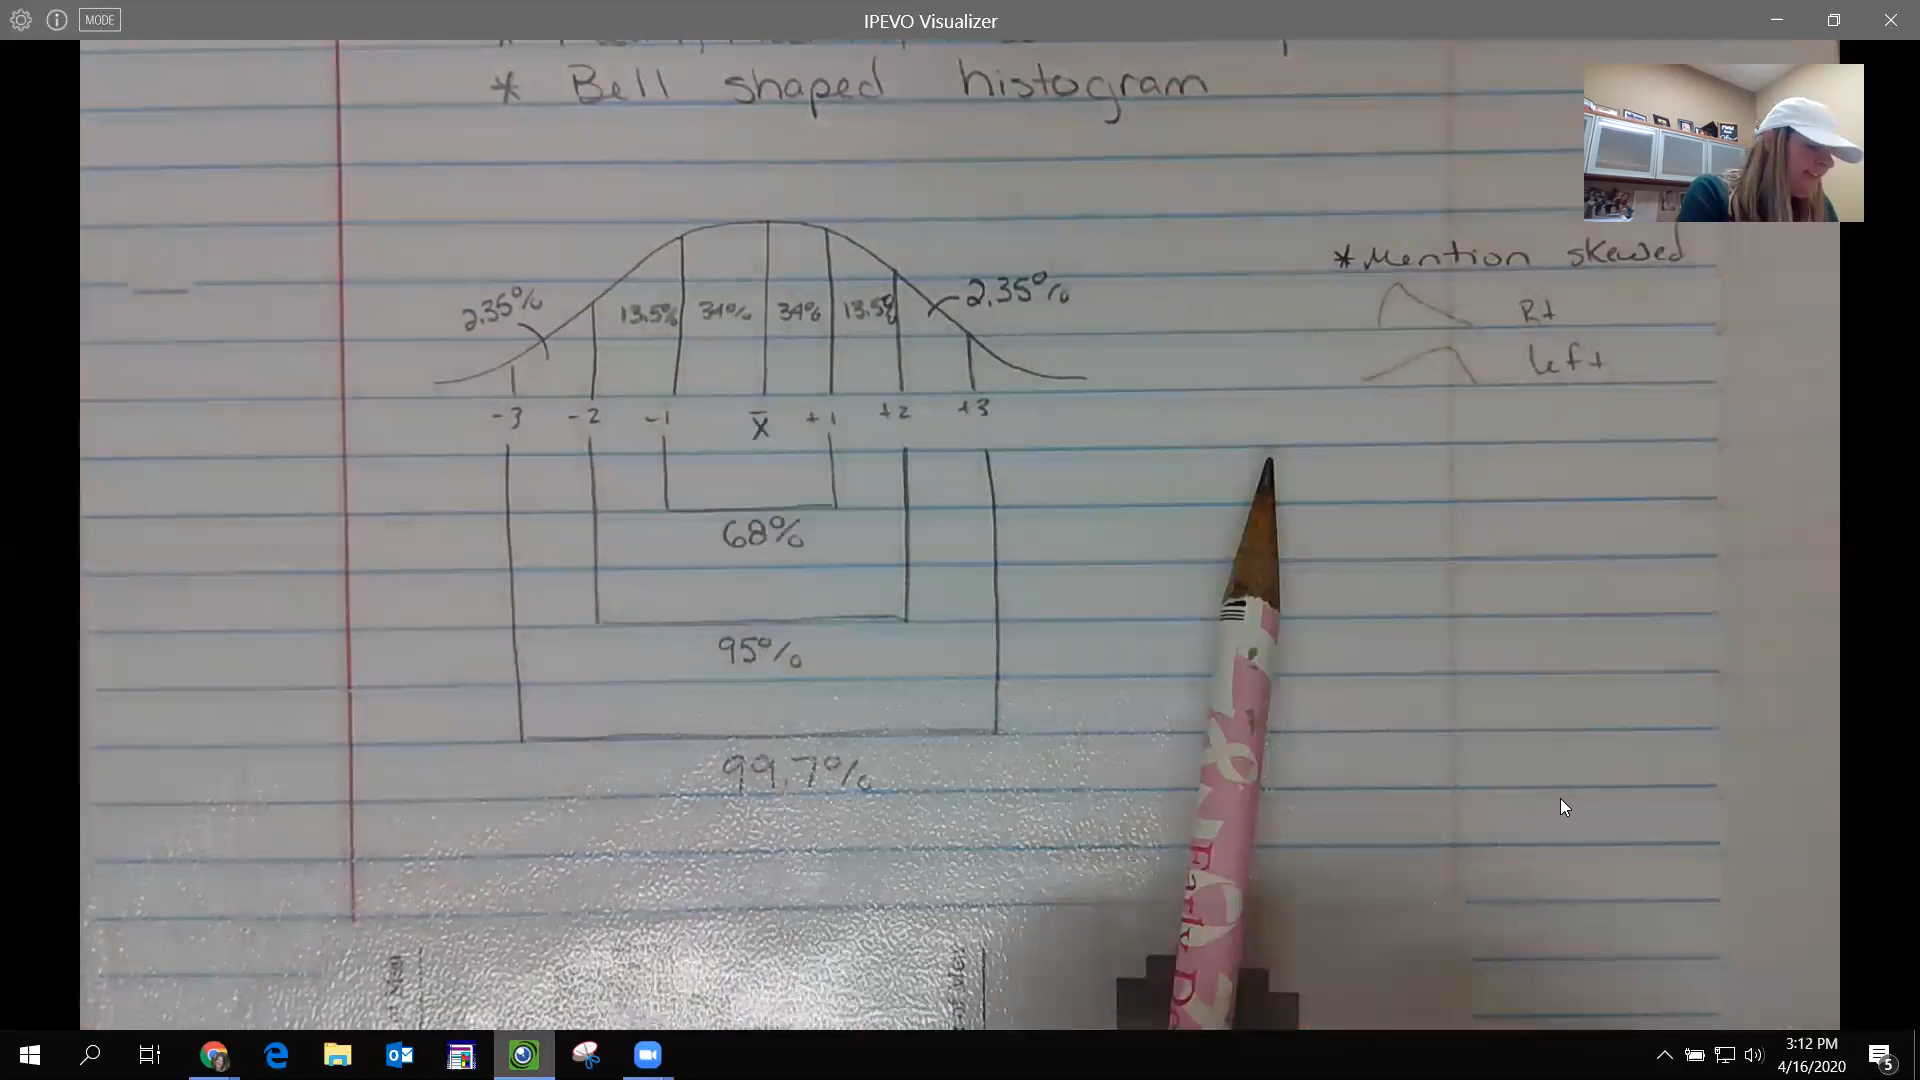 MODE
IPEVO Visualizer
* Bell shaped histogram
*Mention skewed
2.35% 13.5% 34% 34% 13.5% 2.35%
Rt
left
-3 -2 -1 x̄ +1 +2 +3
68%
95%
99.7%
3:12 PM
4/16/2020
5